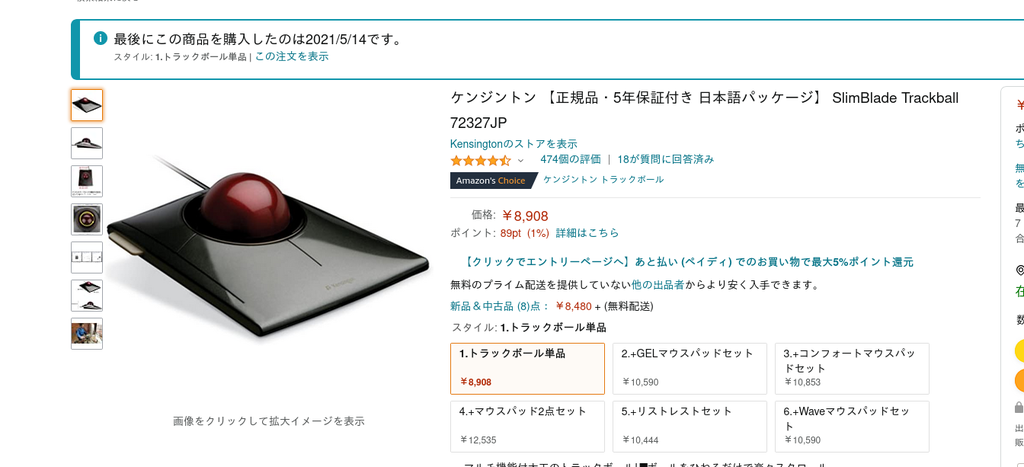 最後にこの商品を購入したのは2021/5/14です。
スタイル: 1.トラックボール単品 | この注文を表示
ケンジントン 【正規品・5年保証付き 日本語パッケージ】 SlimBlade Trackball
72327JP
Kensingtonのストアを表示
474個の評価 | 18が質問に回答済み
Amazon's Choice ケンジントン トラックボール
価格: ￥8,908
ポイント: 89pt (1%) 詳細はこちら
【クリックでエントリーページへ】あと払い (ペイディ) でのお買い物で最大5%ポイント還元
無料のプライム配送を提供していない他の出品者からより安く入手できます。
新品＆中古品 (8)点： ￥8,480 + (無料配送)
スタイル: 1.トラックボール単品
1.トラックボール単品
￥8,908
2.+GELマウスパッドセット
￥10,590
3.+コンフォートマウスパッ
ドセット
￥10,853
4.+マウスパッド2点セット
￥12,535
5.+リストレストセット
￥10,444
6.+Waveマウスパッドセッ
ト
￥10,590
画像をクリックして拡大イメージを表示